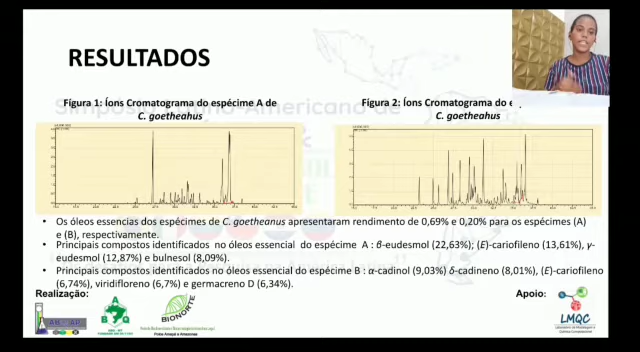 RESULTADOS
Figura 1: Íons Cromatograma do espécime A de
C. goetheahus
Figura 2: Íons Cromatograma do e
C. goetheahus
• Os óleos essencias dos espécimes de C. goetheanus apresentaram rendimento de 0,69% e 0,20% para os espécimes (A)
e (B), respectivamente.
• Principais compostos identificados no óleo essencial do espécime A : β-eudesmol (22,63%); (E)-cariofileno (13,61%), γ-
eudesmol (12,87%) e bulnesol (8,09%).
• Principais compostos identificados no óleo essencial do espécime B : α-cadinol (9,03%) δ-cadineno (8,01%), (E)-cariofileno
(6,74%), viridifloreno (6,7%) e germacreno D (6,34%).
Realização:
Apoio:
BIONORTE
LMQC